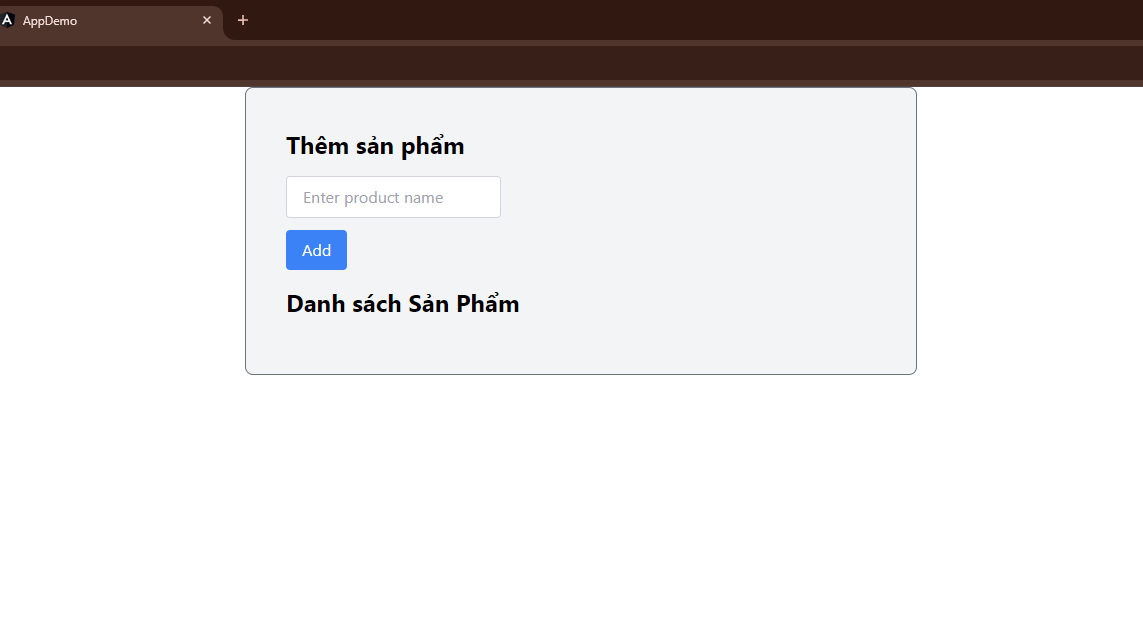 AppDemo
Thêm sản phẩm
Enter product name
Add
Danh sách Sản Phẩm